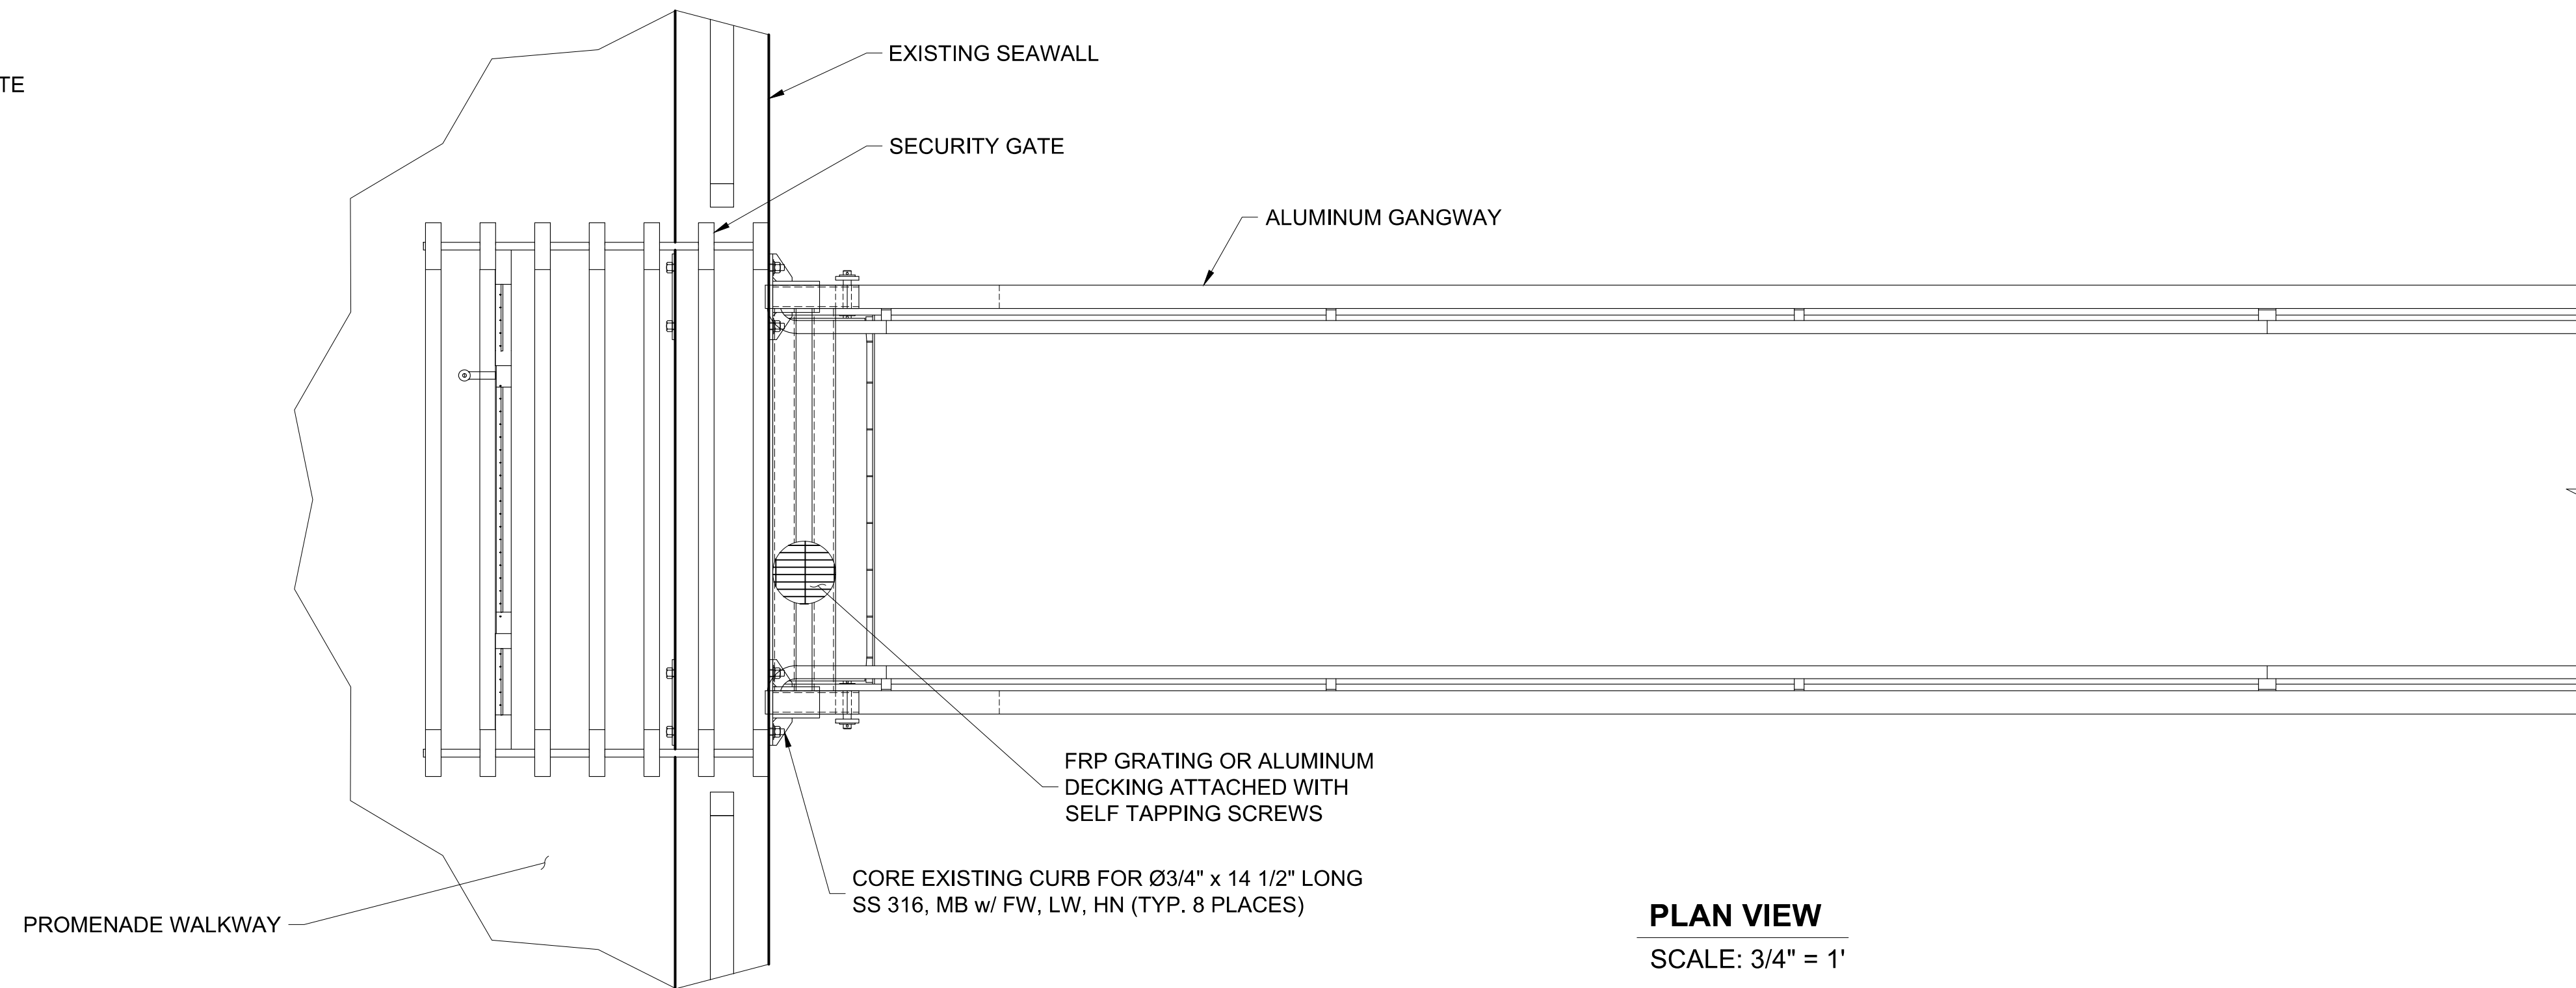 EXISTING SEAWALL
TE
SECURITY GATE
ALUMINUM GANGWAY
FRP GRATING OR ALUMINUM
DECKING ATTACHED WITH
SELF TAPPING SCREWS
CORE EXISTING CURB FOR Ø3/4" x 14 1/2" LONG
SS 316, MB w/ FW, LW, HN (TYP. 8 PLACES)
PROMENADE WALKWAY
PLAN VIEW
SCALE: 3/4" = 1'